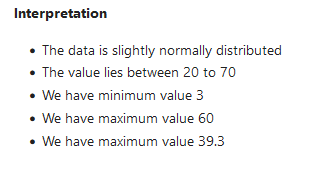 Interpretation
• The data is slightly normally distributed
• The value lies between 20 to 70
• We have minimum value 3
• We have maximum value 60
• We have maximum value 39.3